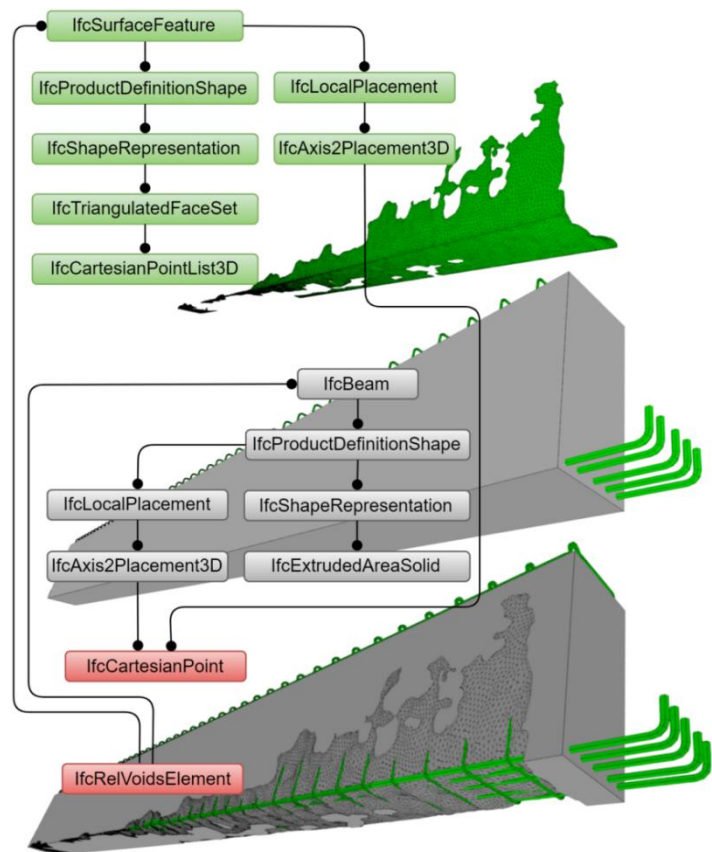 IfcSurfaceFeature
IfcProductDefinitionShape
IfcLocalPlacement
IfcShapeRepresentation
IfcAxis2Placement3D
IfcTriangulatedFaceSet
IfcCartesianPointList3D
IfcBeam
IfcProductDefinitionShape
IfcLocalPlacement
IfcShapeRepresentation
IfcAxis2Placement3D
IfcExtrudedAreaSolid
IfcCartesianPoint
IfcRelVoidsElement